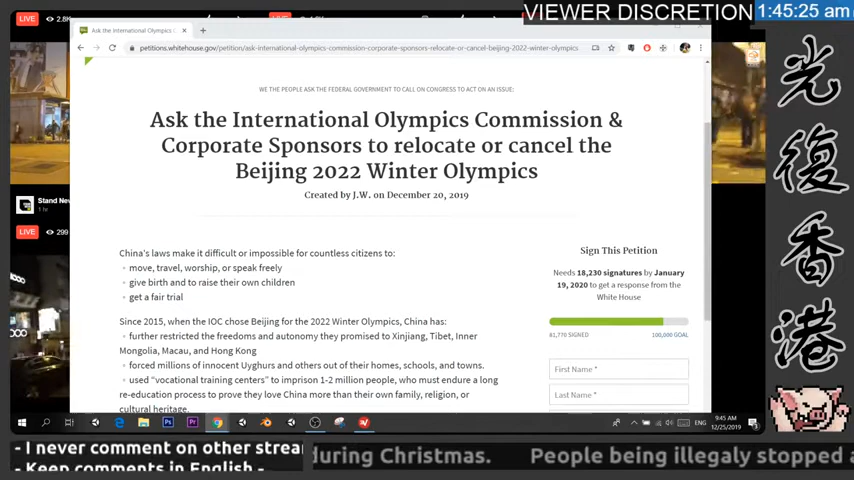 LIVE
2.8K
LIVE
VIEWER DISCRETION
1:45:25 am
Ask the International Olympics C
petitions.whitehouse.gov/petition/ask-international-olympics-commission-corporate-sponsors-relocate-or-cancel-beijing-2022-winter-olympics
WE THE PEOPLE ASK THE FEDERAL GOVERNMENT TO CALL ON CONGRESS TO ACT ON AN ISSUE:
Ask the International Olympics Commission &
Corporate Sponsors to relocate or cancel the
Beijing 2022 Winter Olympics
Created by J.W. on December 20, 2019
Stand New
1 hr
LIVE
299
China's laws make it difficult or impossible for countless citizens to:
◦ move, travel, worship, or speak freely
◦ give birth and to raise their own children
◦ get a fair trial
Since 2015, when the IOC chose Beijing for the 2022 Winter Olympics, China has:
◦ further restricted the freedoms and autonomy they promised to Xinjiang, Tibet, Inner
Mongolia, Macau, and Hong Kong
◦ forced millions of innocent Uyghurs and others out of their homes, schools, and towns.
◦ used “vocational training centers” to imprison 1-2 million people, who must endure a long
re-education process to prove they love China more than their own family, religion, or
cultural heritage.
Sign This Petition
Needs 18,230 signatures by January
19, 2020 to get a response from the
White House
81,770 SIGNED
100,000 GOAL
First Name *
Last Name *
光
復
香
港
ENG
9:45 AM
12/25/2019
- I never comment on other strea
- Keep comments in English -
during Christmas.
People being illegally stopped a